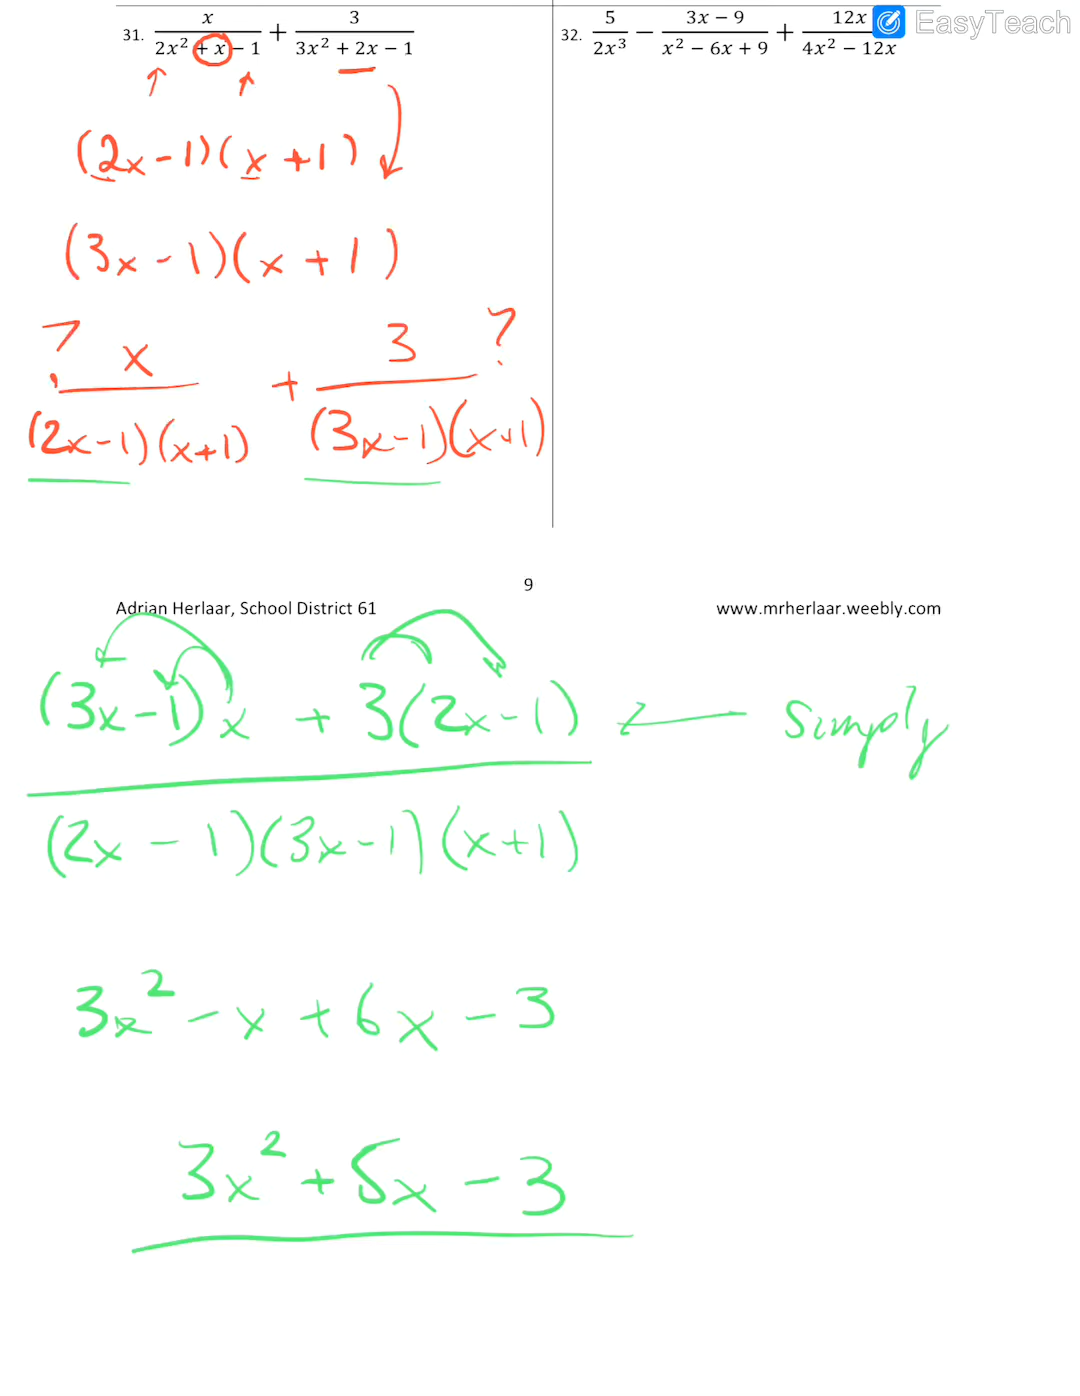 31. x/(2x² + x − 1) + 3/(3x² + 2x − 1)
32. 5/(2x³) − (3x − 9)/(x² − 6x + 9) + 12x/(4x² − 12x)
EasyTeach
(2x-1)(x+1)
(3x-1)(x+1)
? x/((2x-1)(x+1)) + 3/((3x-1)(x+1)) ?
9
Adrian Herlaar, School District 61
www.mrherlaar.weebly.com
(3x-1)x + 3(2x-1) ← Simply
(2x-1)(3x-1)(x+1)
3x²-x+6x-3
3x²+5x-3